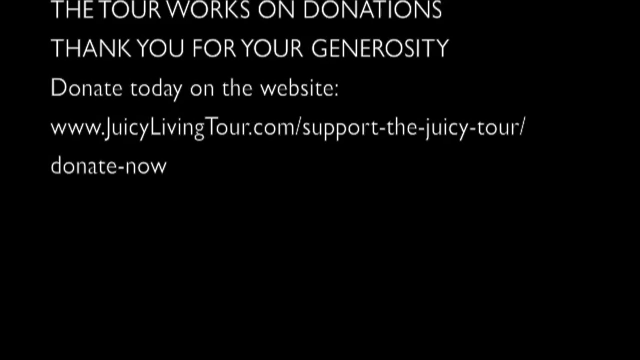 THE TOUR WORKS ON DONATIONS
THANK YOU FOR YOUR GENEROSITY
Donate today on the website:
www.JuicyLivingTour.com/support-the-juicy-tour/
donate-now